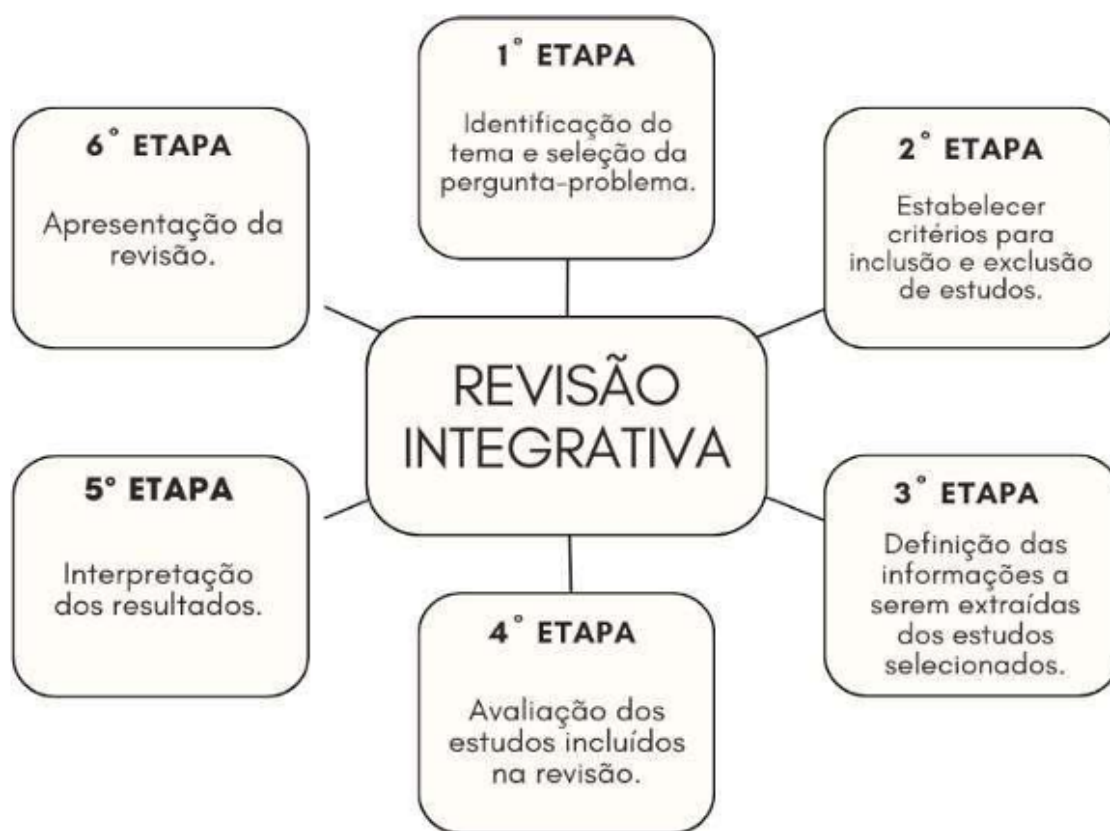 1° ETAPA
Identificação do
tema e seleção da
pergunta-problema.
2° ETAPA
Estabelecer
critérios para
inclusão e exclusão
de estudos.
3° ETAPA
Definição das
informações a
serem extraídas
dos estudos
selecionados.
4° ETAPA
Avaliação dos
estudos incluídos
na revisão.
5º ETAPA
Interpretação
dos resultados.
6° ETAPA
Apresentação da
revisão.
REVISÃO
INTEGRATIVA